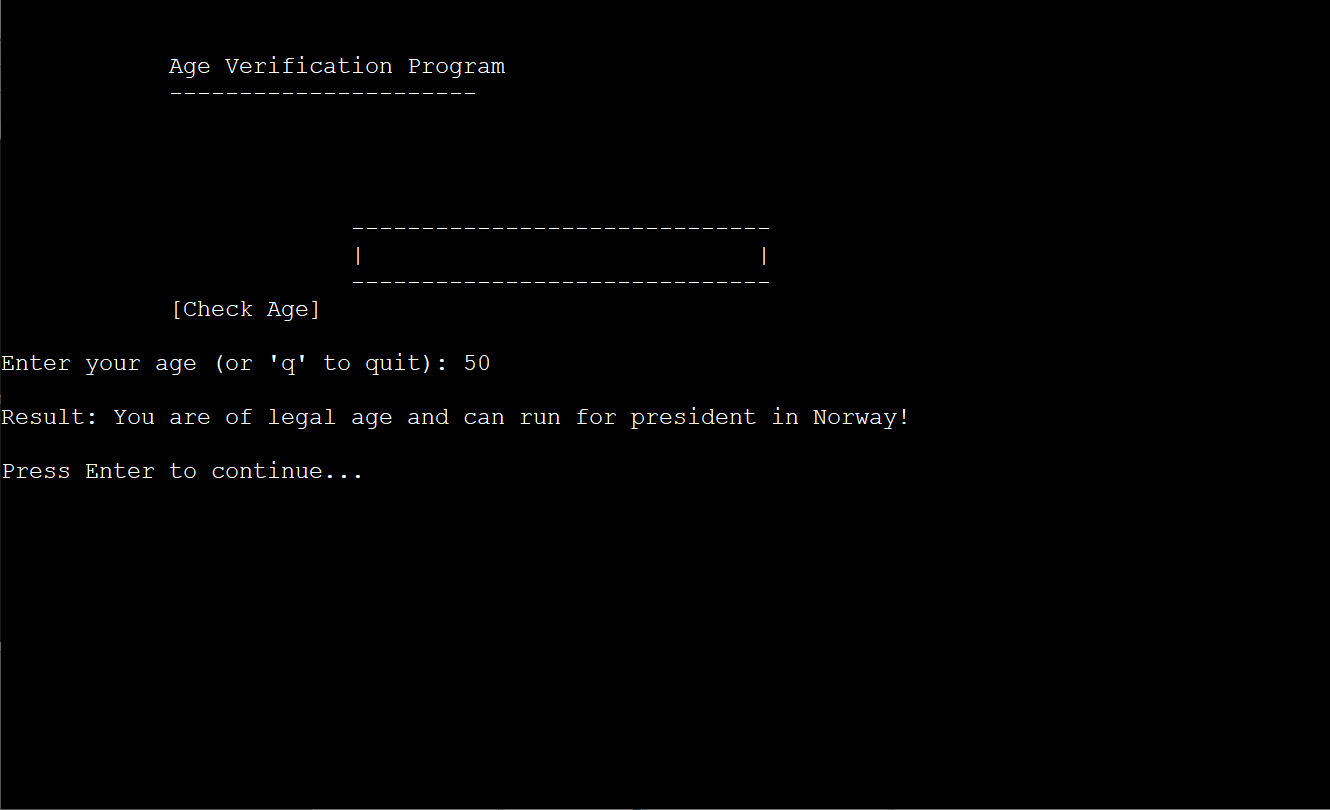 Age Verification Program
----------------------
------------------------------
|                            |
------------------------------
[Check Age]
Enter your age (or 'q' to quit): 50
Result: You are of legal age and can run for president in Norway!
Press Enter to continue...